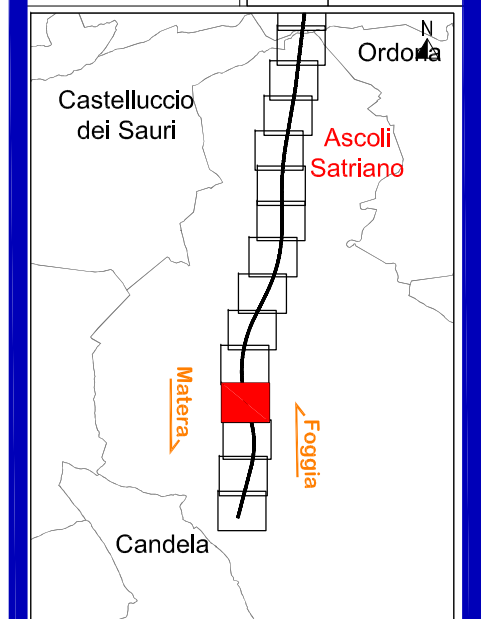 N
Ordona
Castelluccio
dei Sauri
Ascoli
Satriano
Matera
Foggia
Candela